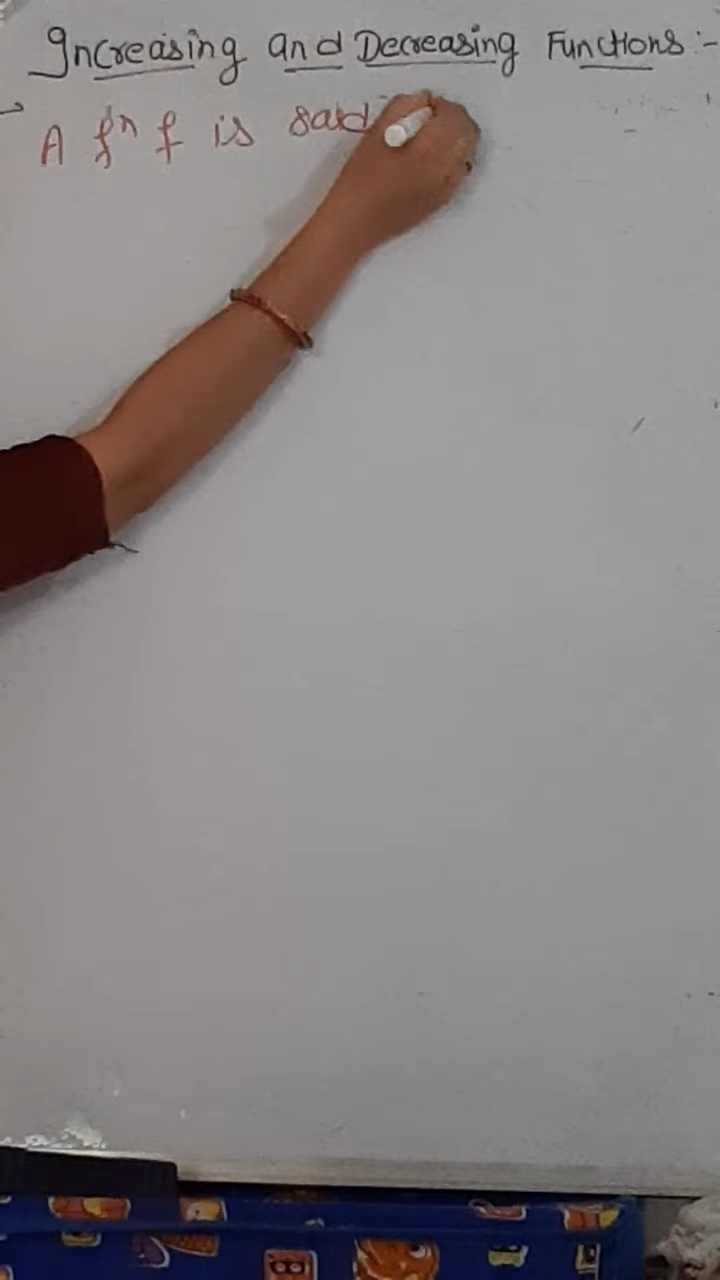 Increasing and Decreasing Functions :-
→ A fⁿ f is said